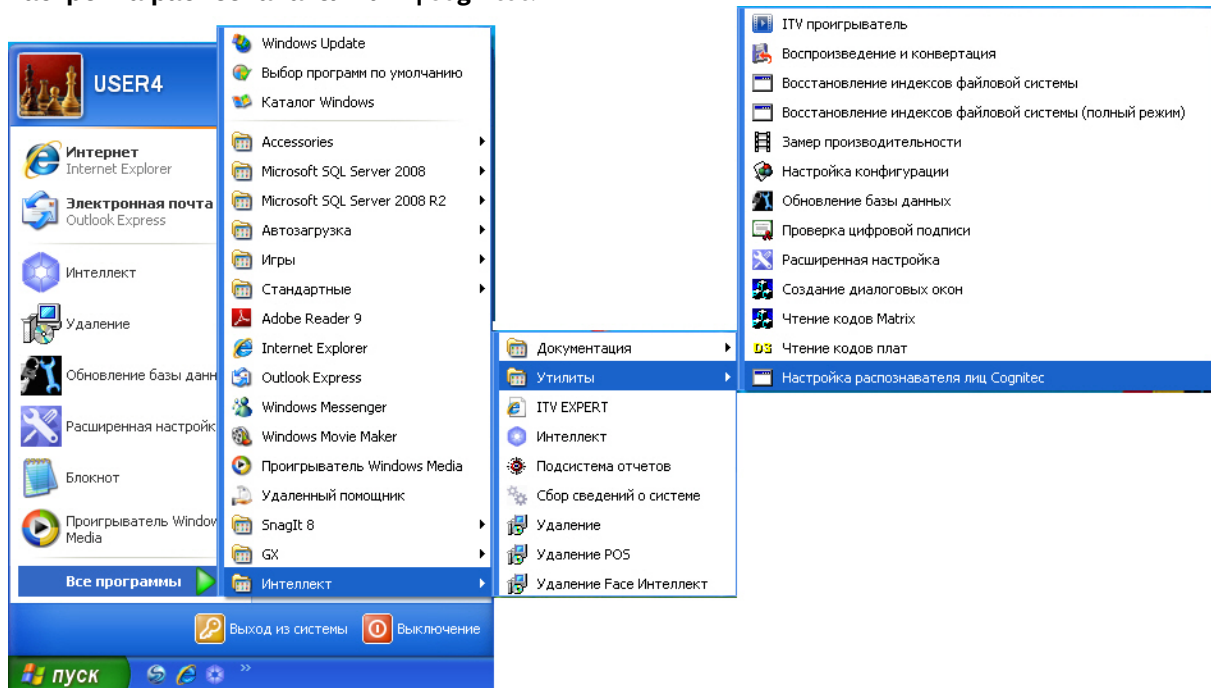 USER4
Интернет
Internet Explorer
Электронная почта
Outlook Express
Интеллект
Удаление
Обновление базы данн
Расширенная настройк
Блокнот
Проигрыватель Window
Media
Все программы
Выход из системы
Выключение
пуск
Windows Update
Выбор программ по умолчанию
Каталог Windows
Accessories
Microsoft SQL Server 2008
Microsoft SQL Server 2008 R2
Автозагрузка
Игры
Стандартные
Adobe Reader 9
Internet Explorer
Outlook Express
Windows Messenger
Windows Movie Maker
Проигрыватель Windows Media
Удаленный помощник
SnagIt 8
GX
Интеллект
Документация
Утилиты
ITV EXPERT
Интеллект
Подсистема отчетов
Сбор сведений о системе
Удаление
Удаление POS
Удаление Face Интеллект
ITV проигрыватель
Воспроизведение и конвертация
Восстановление индексов файловой системы
Восстановление индексов файловой системы (полный режим)
Замер производительности
Настройка конфигурации
Обновление базы данных
Проверка цифровой подписи
Расширенная настройка
Создание диалоговых окон
Чтение кодов Matrix
Чтение кодов плат
Настройка распознавателя лиц Cognitec